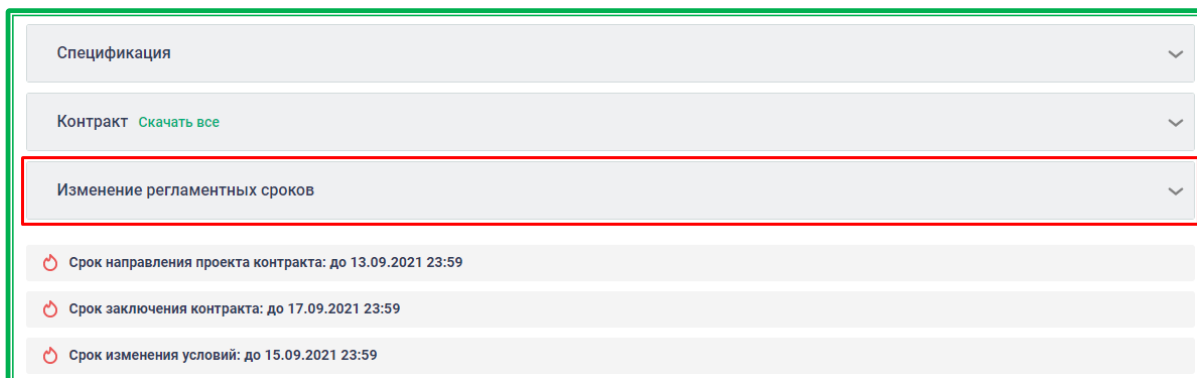 Спецификация
Контракт Скачать все
Изменение регламентных сроков
Срок направления проекта контракта: до 13.09.2021 23:59
Срок заключения контракта: до 17.09.2021 23:59
Срок изменения условий: до 15.09.2021 23:59